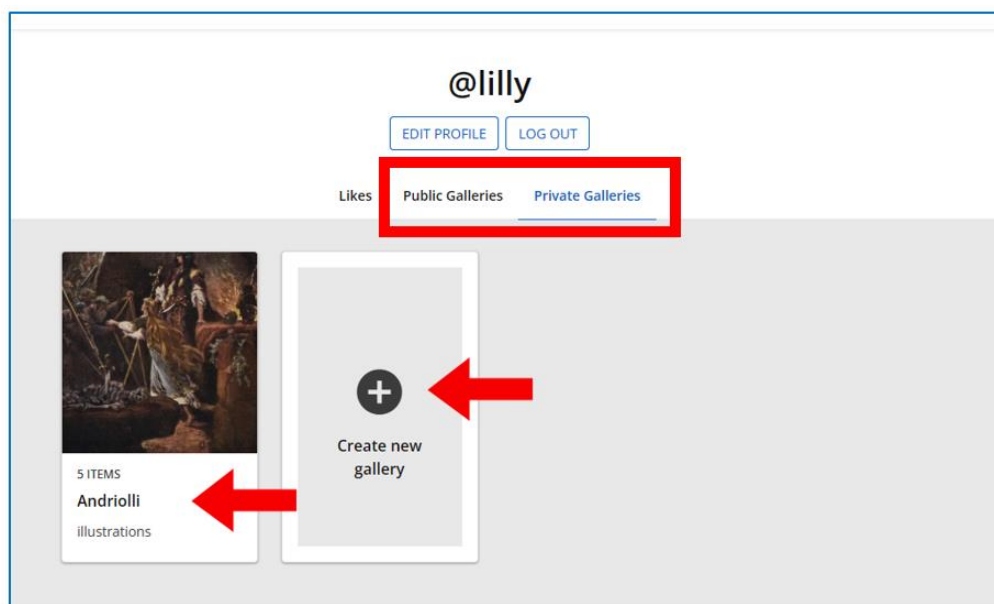 @lilly
EDIT PROFILE LOG OUT
Likes Public Galleries Private Galleries
5 ITEMS
Andriolli
illustrations
Create new
gallery